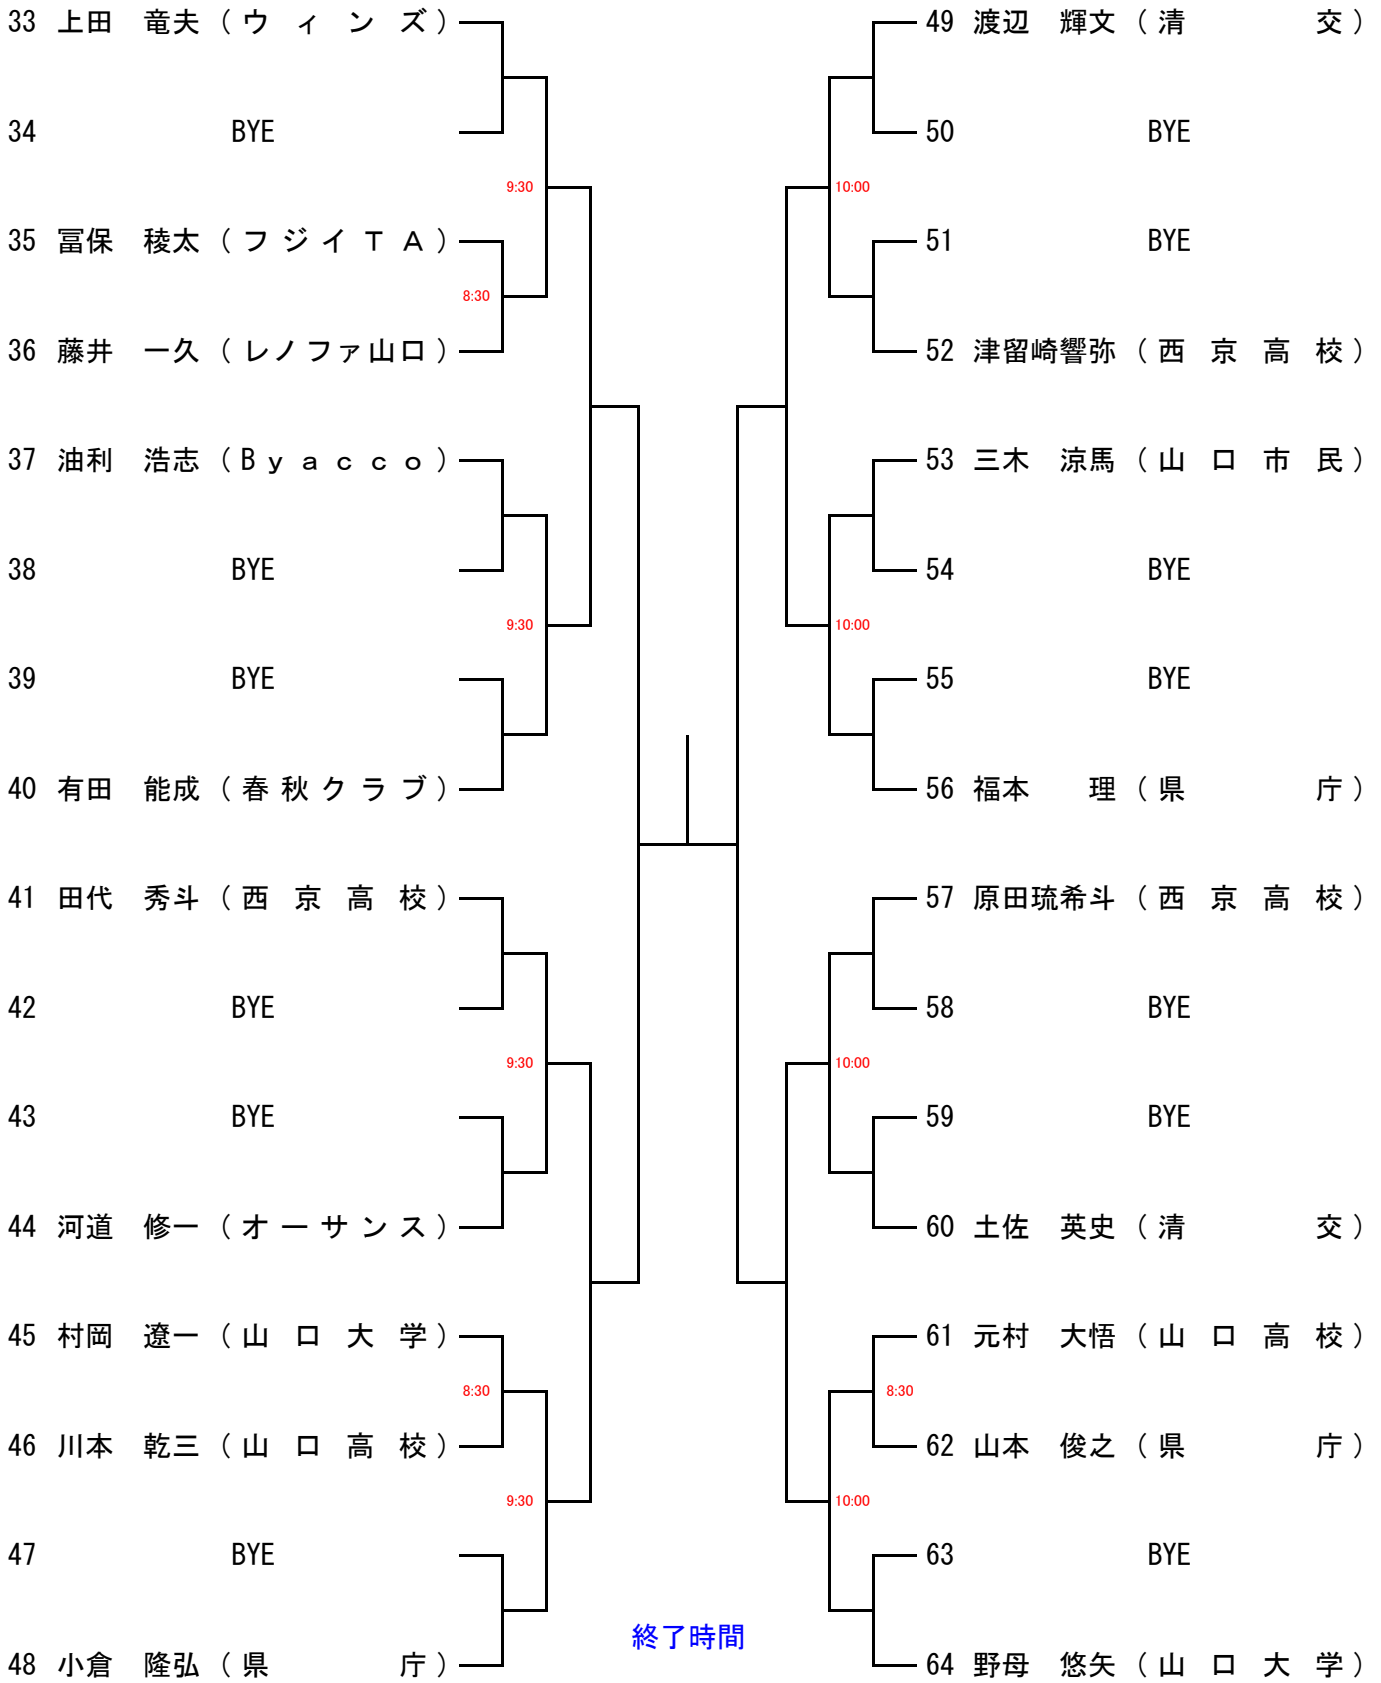 33 上田　竜夫 （ウィンズ）
34 BYE
9:30
35 冨保　稜太 （フジイＴＡ）
8:30
36 藤井　一久 （レノファ山口）
37 油利　浩志 （Ｂｙａｃｃｏ）
38 BYE
9:30
39 BYE
40 有田　能成 （春秋クラブ）
41 田代　秀斗 （西京高校）
42 BYE
9:30
43 BYE
44 河道　修一 （オーサンス）
45 村岡　遼一 （山口大学）
8:30
46 川本　乾三 （山口高校）
9:30
47 BYE
48 小倉　隆弘 （県庁）
49 渡辺　輝文 （清交）
50 BYE
10:00
51 BYE
52 津留崎響弥 （西京高校）
53 三木　涼馬 （山口市民）
54 BYE
10:00
55 BYE
56 福本　　理 （県庁）
57 原田琉希斗 （西京高校）
58 BYE
10:00
59 BYE
60 土佐　英史 （清交）
61 元村　大悟 （山口高校）
8:30
62 山本　俊之 （県庁）
10:00
63 BYE
64 野母　悠矢 （山口大学）
終了時間